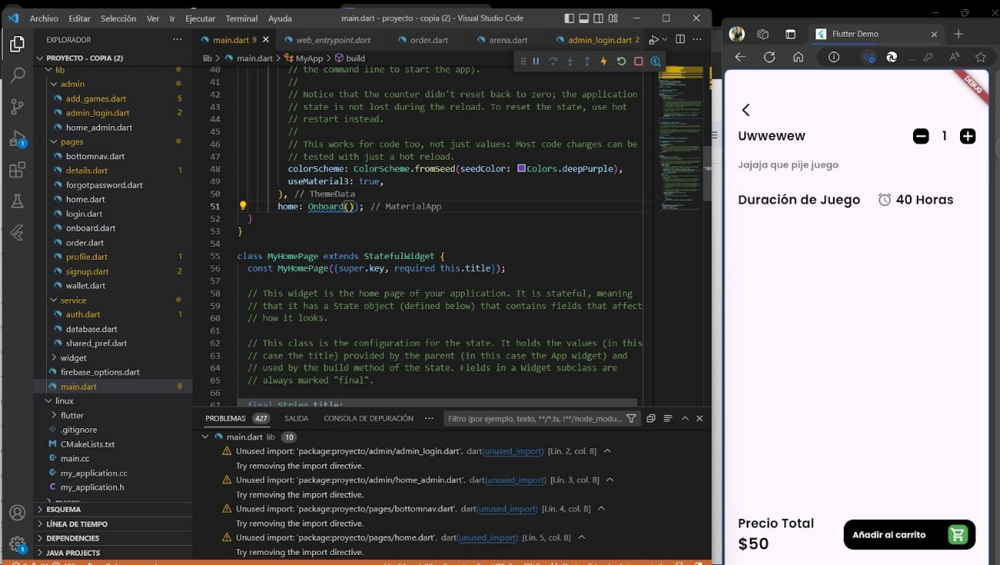 Archivo Editar Selección Ver Ir Ejecutar Terminal Ayuda
main.dart - proyecto - copia (2) - Visual Studio Code
EXPLORADOR
PROYECTO - COPIA (2)
lib
admin
add_games.dart 5
admin_login.dart 2
home_admin.dart
pages
bottomnav.dart
details.dart 1
forgotpassword.dart
home.dart
login.dart
onboard.dart
order.dart
profile.dart 1
signup.dart 2
wallet.dart
service
auth.dart 1
database.dart
shared_pref.dart
widget
firebase_options.dart
main.dart 9
linux
flutter
.gitignore
CMakeLists.txt
main.cc
my_application.cc
my_application.h
macos
ESQUEMA
LÍNEA DE TIEMPO
DEPENDENCIES
JAVA PROJECTS
1
1
main.dart 9
web_entrypoint.dart
order.dart
arena.dart
admin_login.dart 2
lib > main.dart > MyApp > build
40 // the command line to start the app).
41 //
42 // Notice that the counter didn't reset back to zero; the application
43 // state is not lost during the reload. To reset the state, use hot
44 // restart instead.
45 //
46 // This works for code too, not just values: Most code changes can be
47 // tested with just a hot reload.
48 colorScheme: ColorScheme.fromSeed(seedColor: Colors.deepPurple),
49 useMaterial3: true,
50 ), // ThemeData
51 home: Onboard()); // MaterialApp
52 }
53 }
54
55 class MyHomePage extends StatefulWidget {
56 const MyHomePage({super.key, required this.title});
57
58 // This widget is the home page of your application. It is stateful, meaning
59 // that it has a State object (defined below) that contains fields that affect
60 // how it looks.
61
62 // This class is the configuration for the state. It holds the values (in this
63 // case the title) provided by the parent (in this case the App widget) and
64 // used by the build method of the State. Fields in a Widget subclass are
65 // always marked "final".
66
67 final String title;
PROBLEMAS 427 SALIDA CONSOLA DE DEPURACIÓN ···
Filtro (por ejemplo, texto, **/*.ts, !**/node_modu...
main.dart lib 10
Unused import: 'package:proyecto/admin/admin_login.dart'. dart(unused_import) [Lín. 2, col. 8]
Try removing the import directive.
Unused import: 'package:proyecto/admin/home_admin.dart'. dart(unused_import) [Lín. 3, col. 8]
Try removing the import directive.
Unused import: 'package:proyecto/pages/bottomnav.dart'. dart(unused_import) [Lín. 4, col. 8]
Try removing the import directive.
Unused import: 'package:proyecto/pages/home.dart'. dart(unused_import) [Lín. 5, col. 8]
Try removing the import directive.
Flutter Demo
DEBUG
Uwwewew
1
Jajaja que pije juego
Duración de Juego
40 Horas
Precio Total
$50
Añadir al carrito